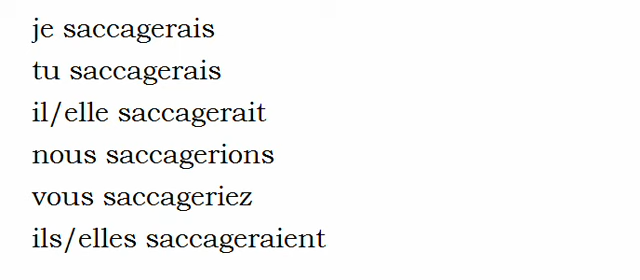 je saccagerais
tu saccagerais
il/elle saccagerait
nous saccagerions
vous saccageriez
ils/elles saccageraient